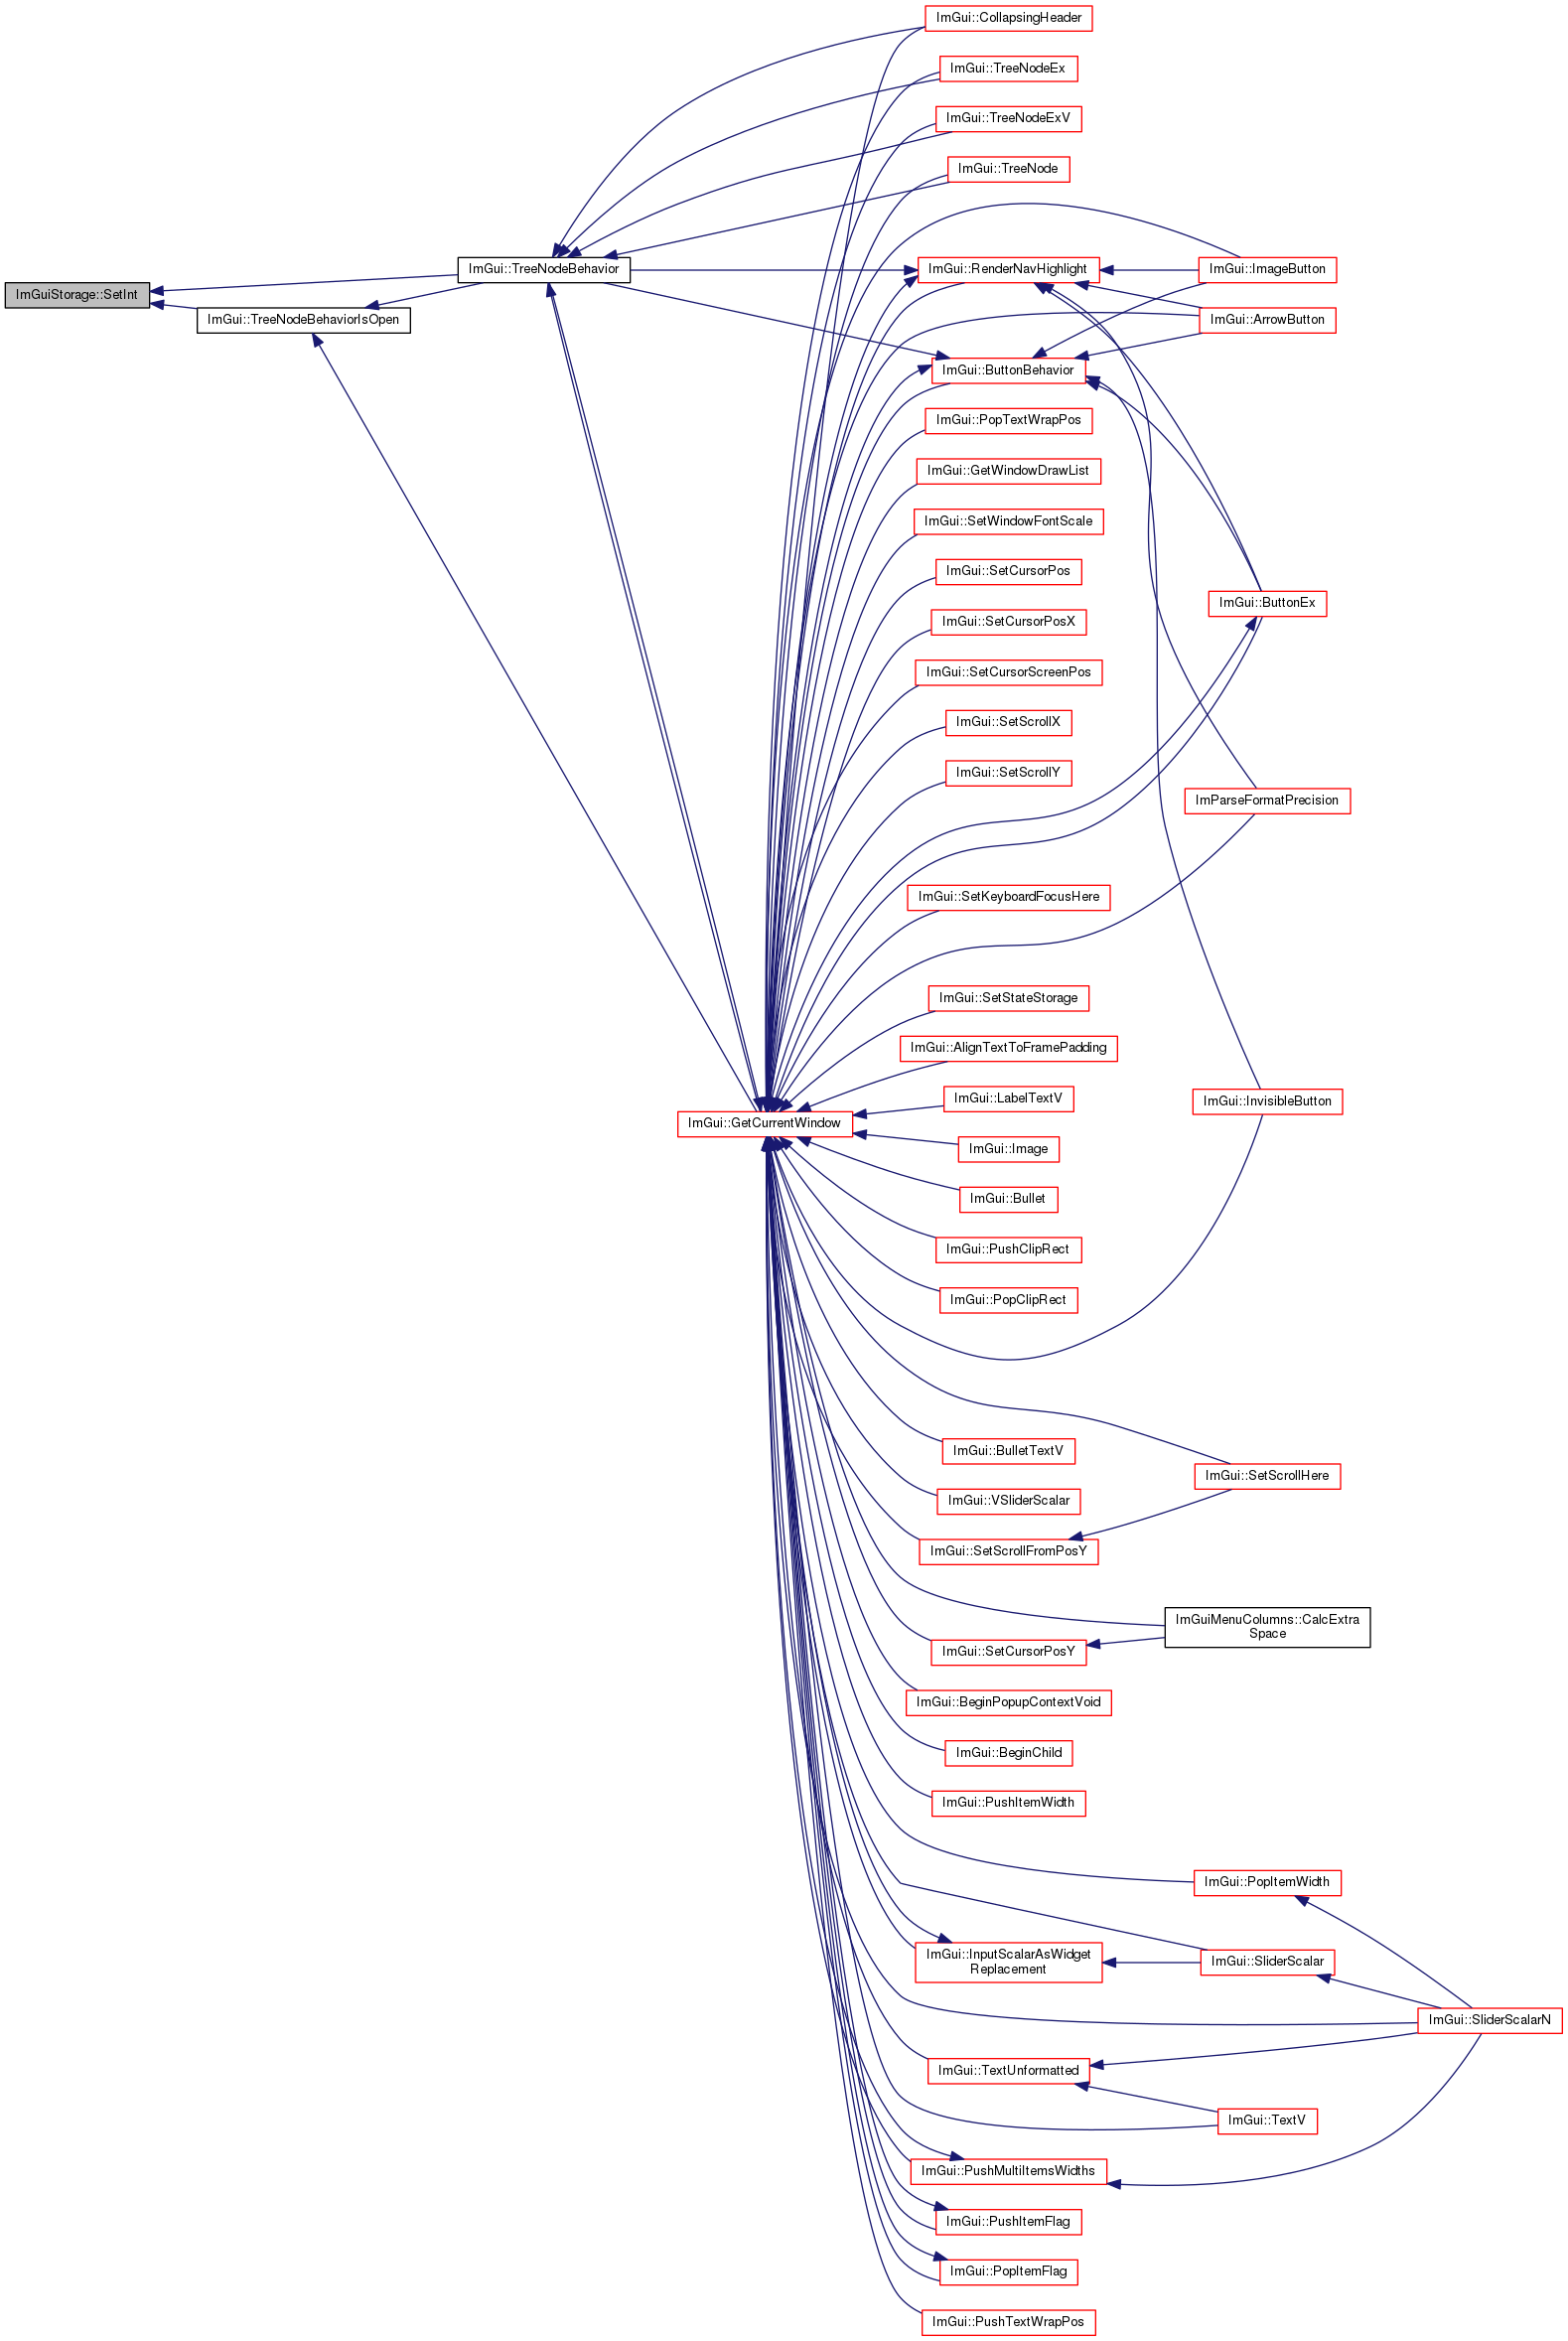 ImGui::CollapsingHeader
ImGui::TreeNodeEx
ImGui::TreeNodeExV
ImGui::TreeNode
ImGui::TreeNodeBehavior
ImGui::RenderNavHighlight
ImGui::ImageButton
ImGuiStorage::SetInt
ImGui::TreeNodeBehaviorIsOpen
ImGui::ArrowButton
ImGui::ButtonBehavior
ImGui::PopTextWrapPos
ImGui::GetWindowDrawList
ImGui::SetWindowFontScale
ImGui::SetCursorPos
ImGui::ButtonEx
ImGui::SetCursorPosX
ImGui::SetCursorScreenPos
ImGui::SetScrollX
ImGui::SetScrollY
ImParseFormatPrecision
ImGui::SetKeyboardFocusHere
ImGui::SetStateStorage
ImGui::AlignTextToFramePadding
ImGui::LabelTextV
ImGui::InvisibleButton
ImGui::GetCurrentWindow
ImGui::Image
ImGui::Bullet
ImGui::PushClipRect
ImGui::PopClipRect
ImGui::BulletTextV
ImGui::SetScrollHere
ImGui::VSliderScalar
ImGui::SetScrollFromPosY
ImGuiMenuColumns::CalcExtra
Space
ImGui::SetCursorPosY
ImGui::BeginPopupContextVoid
ImGui::BeginChild
ImGui::PushItemWidth
ImGui::PopItemWidth
ImGui::InputScalarAsWidget
Replacement
ImGui::SliderScalar
ImGui::SliderScalarN
ImGui::TextUnformatted
ImGui::TextV
ImGui::PushMultiItemsWidths
ImGui::PushItemFlag
ImGui::PopItemFlag
ImGui::PushTextWrapPos